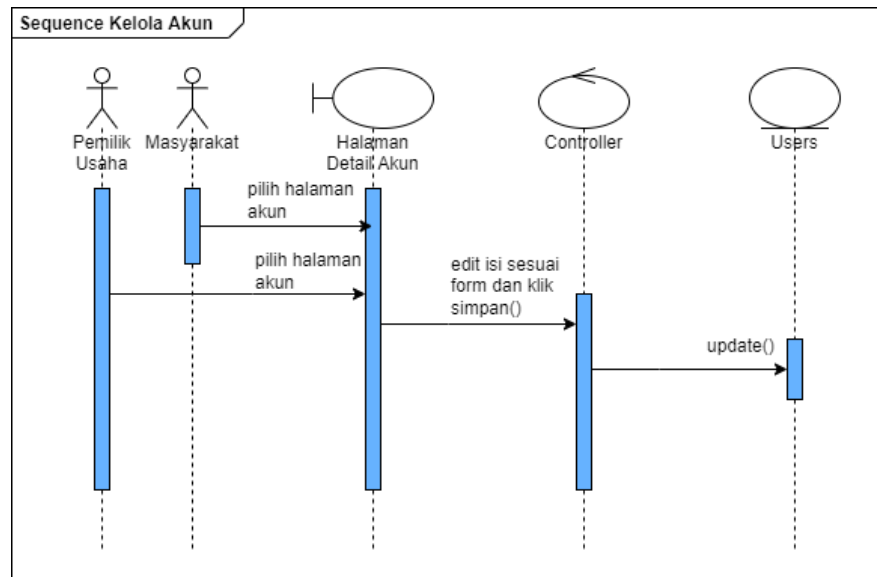 Sequence Kelola Akun
Pemilik
Usaha
Masyarakat
Halaman
Detail Akun
Controller
Users
pilih halaman
akun
pilih halaman
akun
edit isi sesuai
form dan klik
simpan()
update()